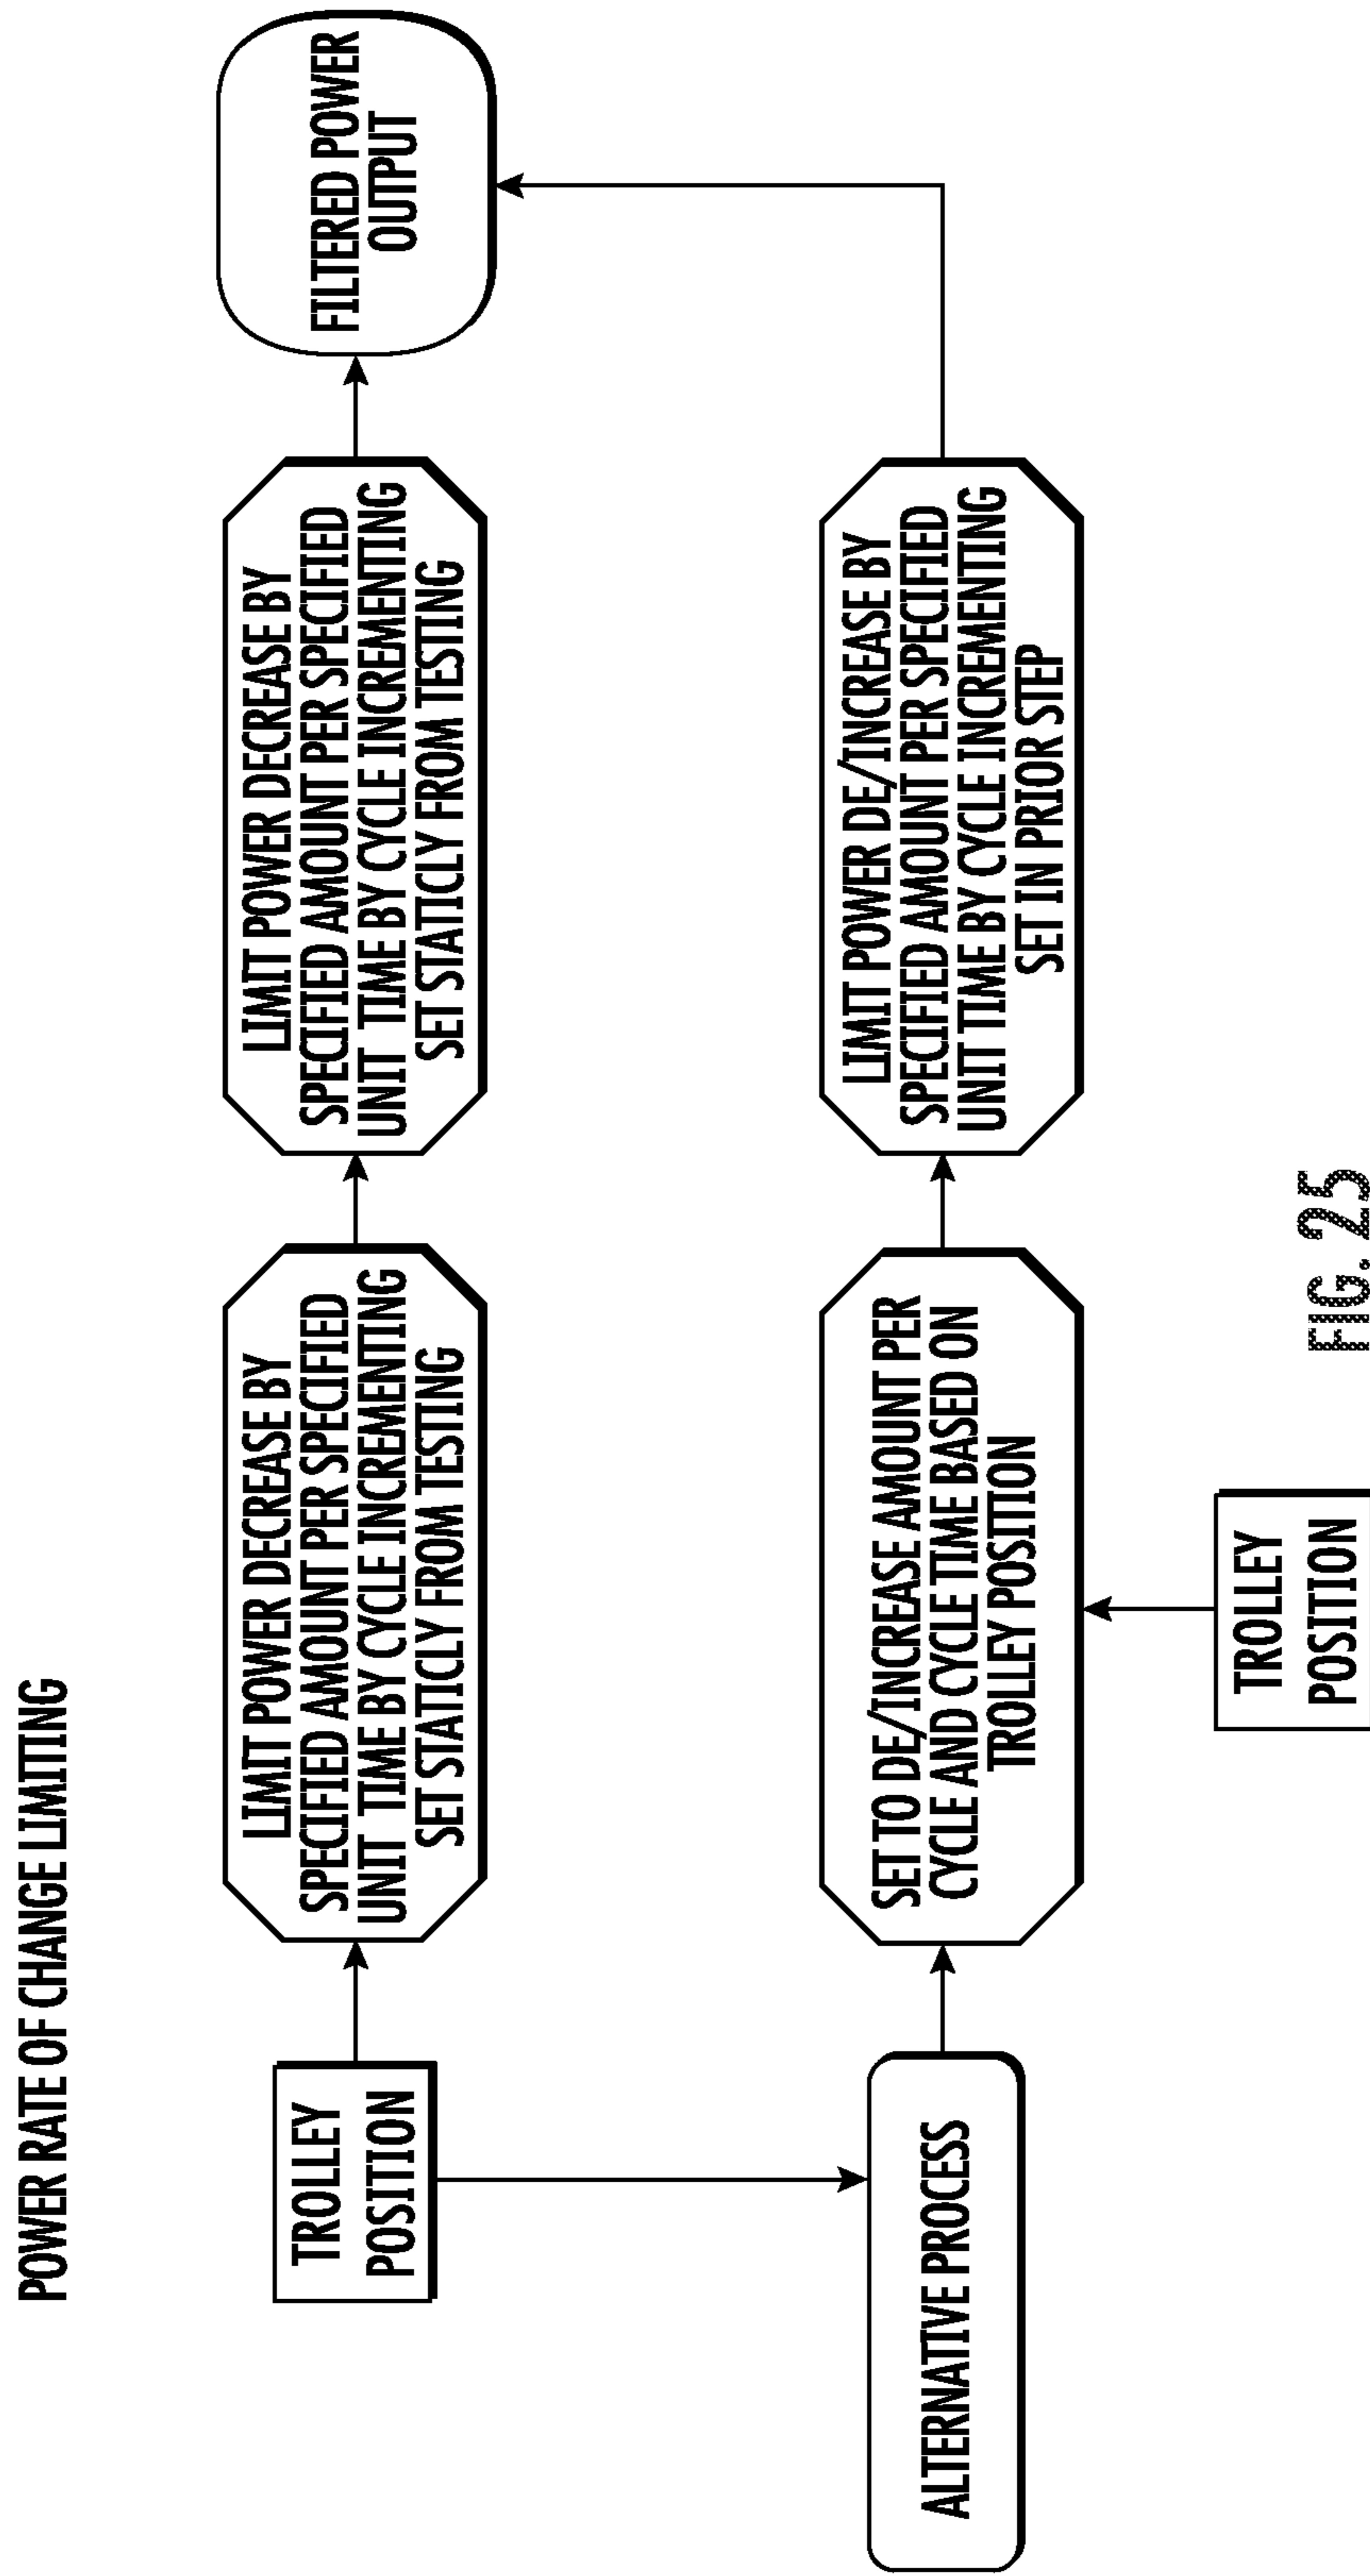 POWER RATE OF CHANGE LIMITING
TROLLEY
POSITION
LIMIT POWER DECREASE BY
SPECIFIED AMOUNT PER SPECIFIED
UNIT TIME BY CYCLE INCREMENTING
SET STATICLY FROM TESTING
LIMIT POWER DECREASE BY
SPECIFIED AMOUNT PER SPECIFIED
UNIT TIME BY CYCLE INCREMENTING
SET STATICLY FROM TESTING
FILTERED POWER
OUTPUT
ALTERNATIVE PROCESS
SET TO DE/INCREASE AMOUNT PER
CYCLE AND CYCLE TIME BASED ON
TROLLEY POSITION
LIMIT POWER DE/INCREASE BY
SPECIFIED AMOUNT PER SPECIFIED
UNIT TIME BY CYCLE INCREMENTING
SET IN PRIOR STEP
TROLLEY
POSITION
FIG. 25